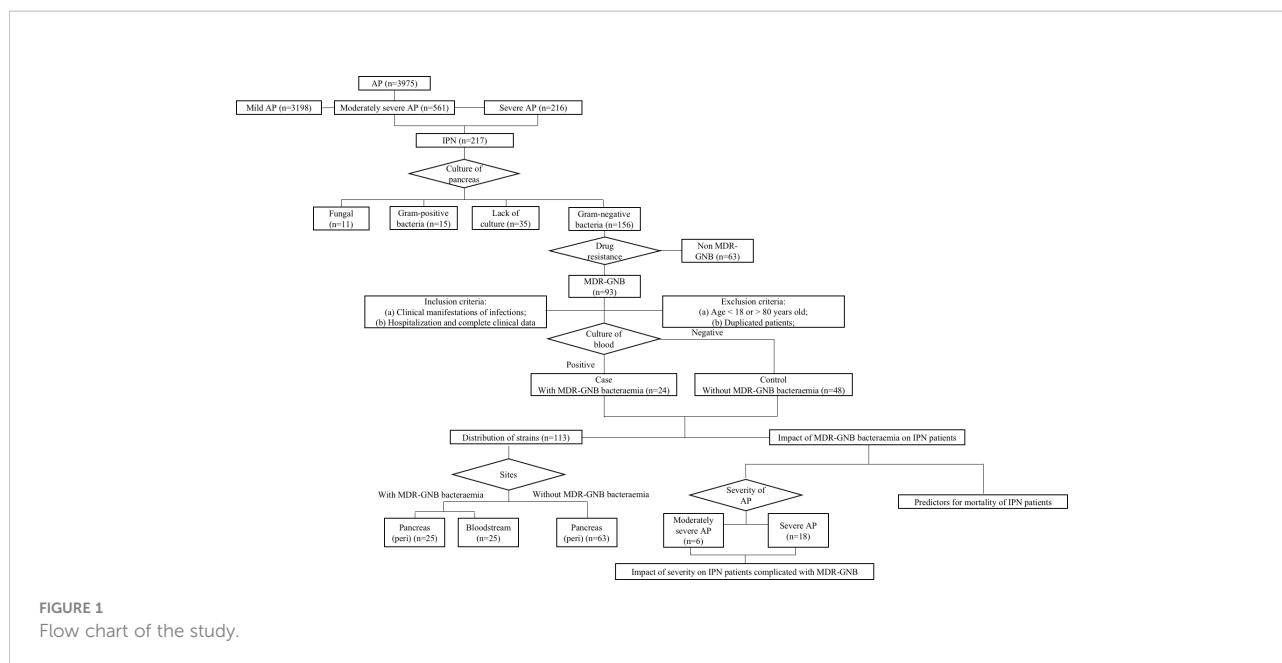 AP (n=3975)
Mild AP (n=3198)
Moderately severe AP (n=561)
Severe AP (n=216)
IPN (n=217)
Culture of
pancreas
Fungal
(n=11)
Gram-positive
bacteria (n=15)
Lack of
culture (n=35)
Gram-negative
bacteria (n=156)
Drug
resistance
Non MDR-
GNB (n=63)
MDR-GNB
(n=93)
Inclusion criteria:
(a) Clinical manifestations of infections;
(b) Hospitalization and complete clinical data
Exclusion criteria:
(a) Age < 18 or > 80 years old;
(b) Duplicated patients;
Culture of
blood
Negative
Positive
Case
With MDR-GNB bacteraemia (n=24)
Control
Without MDR-GNB bacteraemia (n=48)
Distribution of strains (n=113)
Impact of MDR-GNB bacteraemia on IPN patients
Sites
With MDR-GNB bacteraemia
Without MDR-GNB bacteraemia
Pancreas
(peri) (n=25)
Bloodstream
(n=25)
Pancreas
(peri) (n=63)
Severity of
AP
Predictors for mortality of IPN patients
Moderately
severe AP
(n=6)
Severe AP
(n=18)
Impact of severity on IPN patients complicated with MDR-GNB
FIGURE 1
Flow chart of the study.